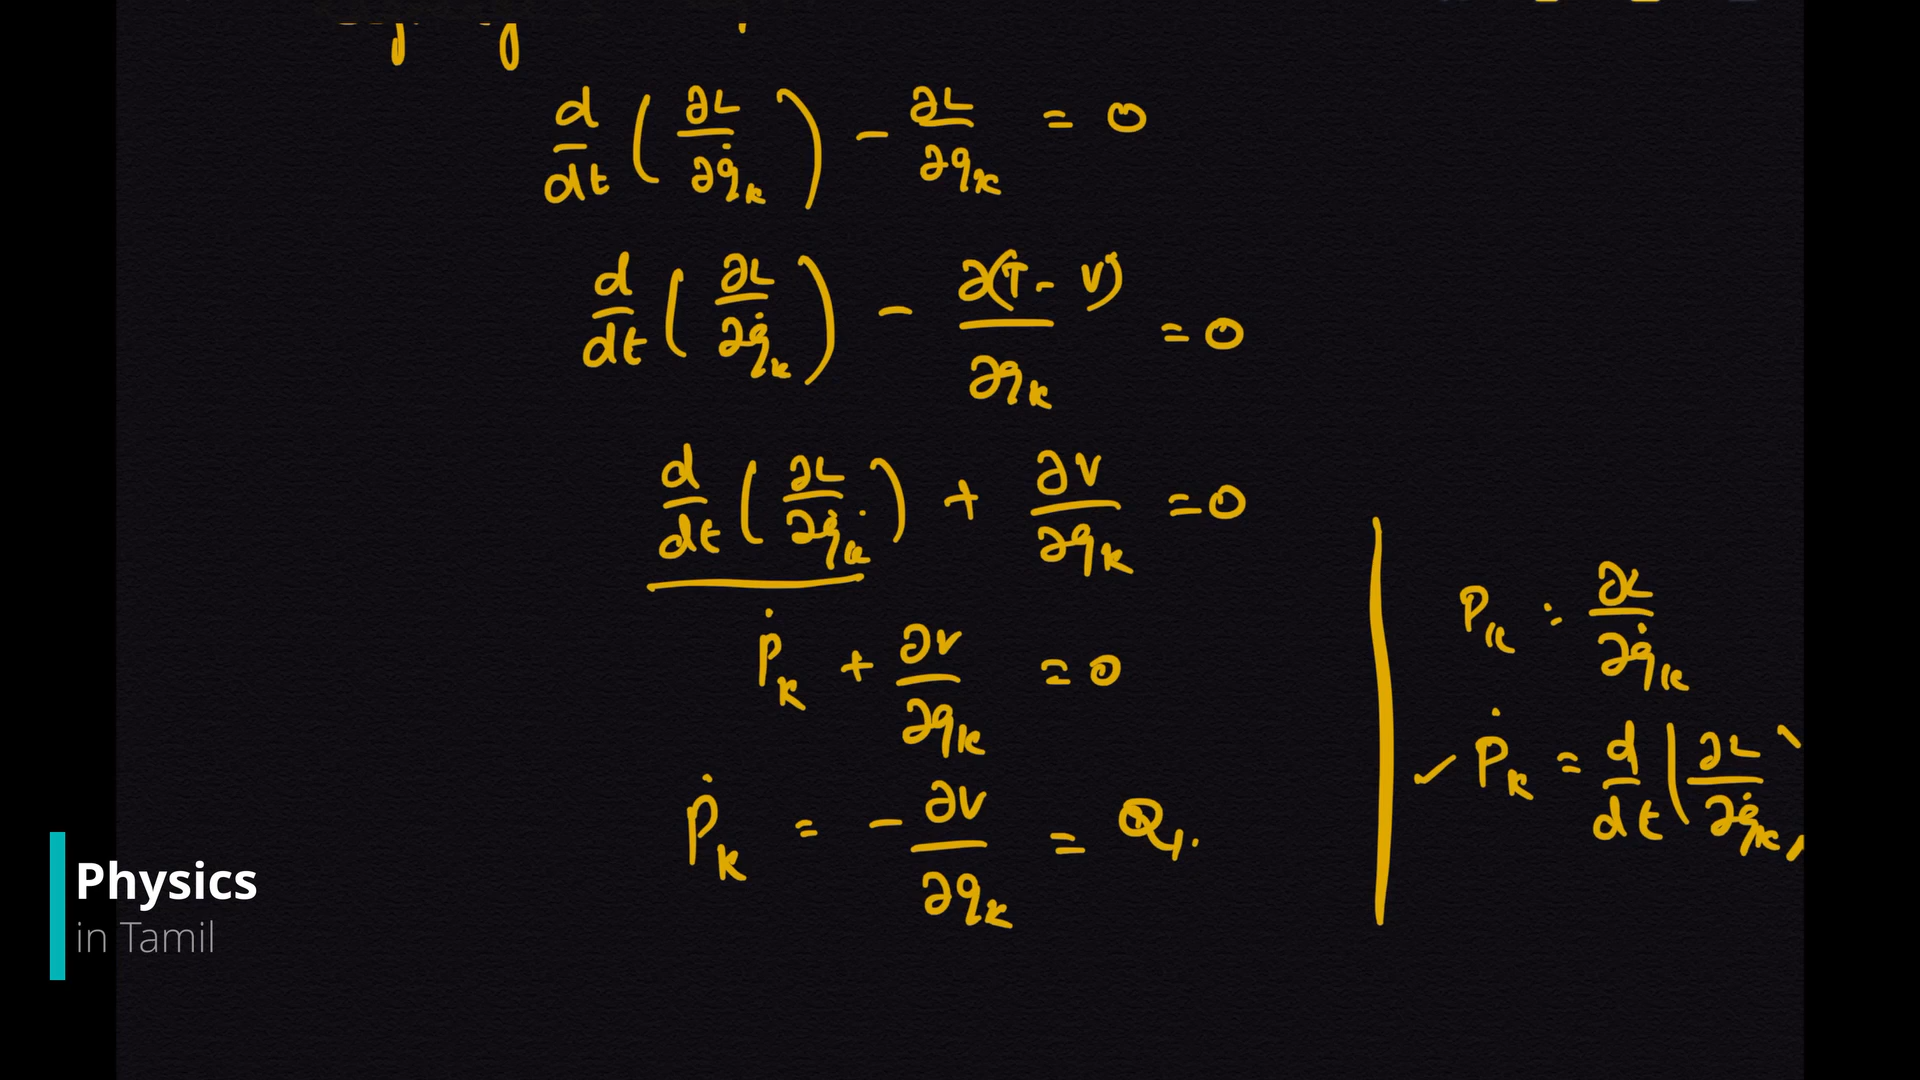 d/dt (∂L/∂q̇ₖ) - ∂L/∂qₖ = 0
d/dt (∂L/∂q̇ₖ) - ∂(T - V)/∂qₖ = 0
d/dt (∂L/∂q̇ₖ) + ∂V/∂qₖ = 0
ṗₖ + ∂V/∂qₖ = 0
ṗₖ = - ∂V/∂qₖ =
pₖ = ∂L/∂q̇ₖ
✓ ṗₖ = d/dt (∂L/∂q̇ₖ)
Physics
in Tamil